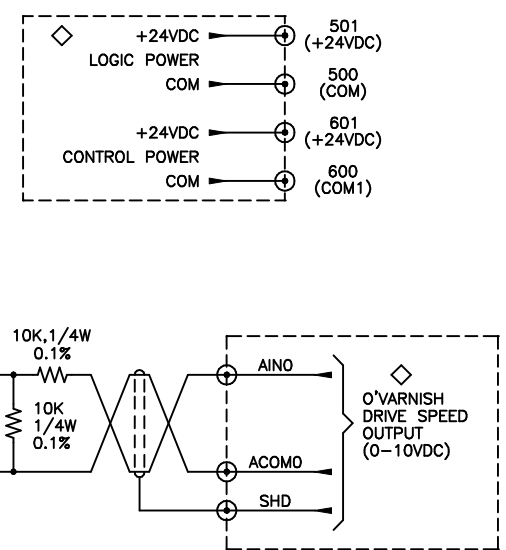 +24VDC
501
(+24VDC)
LOGIC POWER
COM
500
(COM)
+24VDC
601
(+24VDC)
CONTROL POWER
COM
600
(COM1)
10K,1/4W
0.1%
10K
1/4W
0.1%
AIN0
O'VARNISH
DRIVE SPEED
OUTPUT
(0-10VDC)
ACOM0
SHD